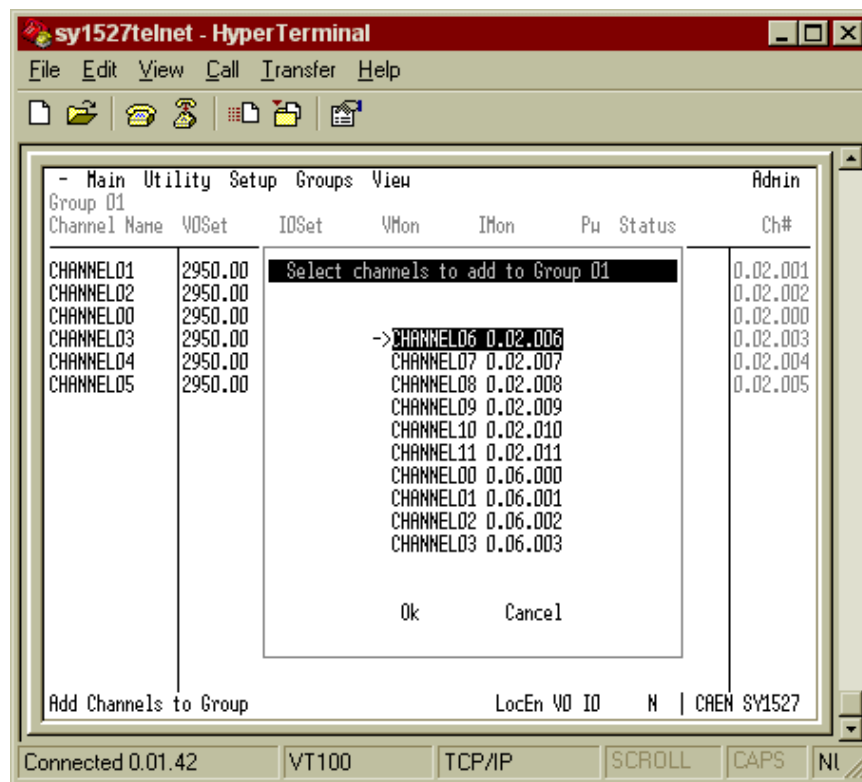 sy1527telnet - HyperTerminal
File Edit View Call Transfer Help
- Main Utility Setup Groups View Admin
Group 01
Channel Name V0Set I0Set VMon IMon Pw Status Ch#
Select channels to add to Group 01
CHANNEL01 2950.00 0.02.001
CHANNEL02 2950.00 0.02.002
CHANNEL00 2950.00 0.02.000
CHANNEL03 2950.00 ->CHANNEL06 0.02.006 0.02.003
CHANNEL04 2950.00 CHANNEL07 0.02.007 0.02.004
CHANNEL05 2950.00 CHANNEL08 0.02.008 0.02.005
CHANNEL09 0.02.009
CHANNEL10 0.02.010
CHANNEL11 0.02.011
CHANNEL00 0.06.000
CHANNEL01 0.06.001
CHANNEL02 0.06.002
CHANNEL03 0.06.003
Ok Cancel
Add Channels to Group LocEn V0 I0 N | CAEN SY1527
Connected 0.01.42 VT100 TCP/IP SCROLL CAPS